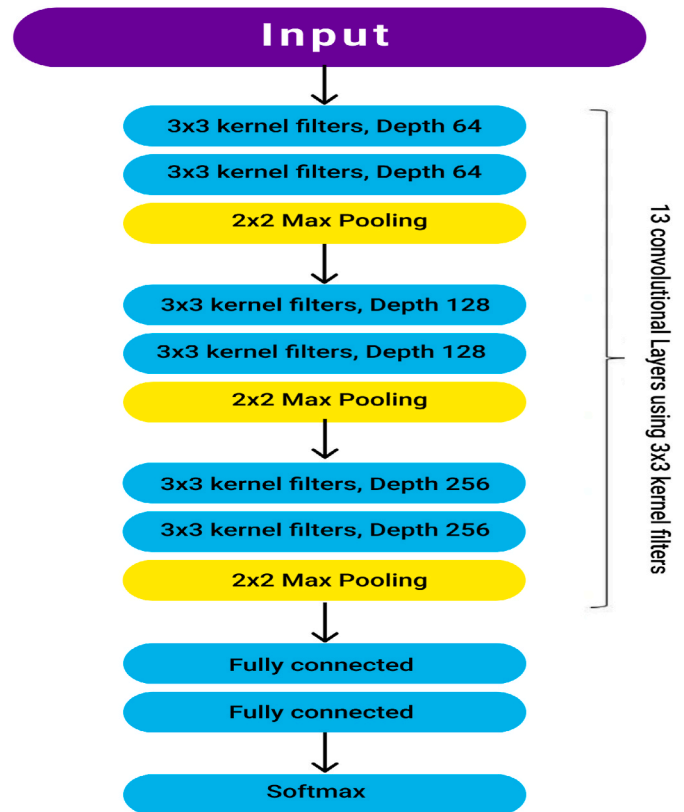 Input
3x3 kernel filters, Depth 64
3x3 kernel filters, Depth 64
2x2 Max Pooling
3x3 kernel filters, Depth 128
3x3 kernel filters, Depth 128
2x2 Max Pooling
3x3 kernel filters, Depth 256
3x3 kernel filters, Depth 256
2x2 Max Pooling
Fully connected
Fully connected
Softmax
13 convolutional Layers using 3x3 kernel filters